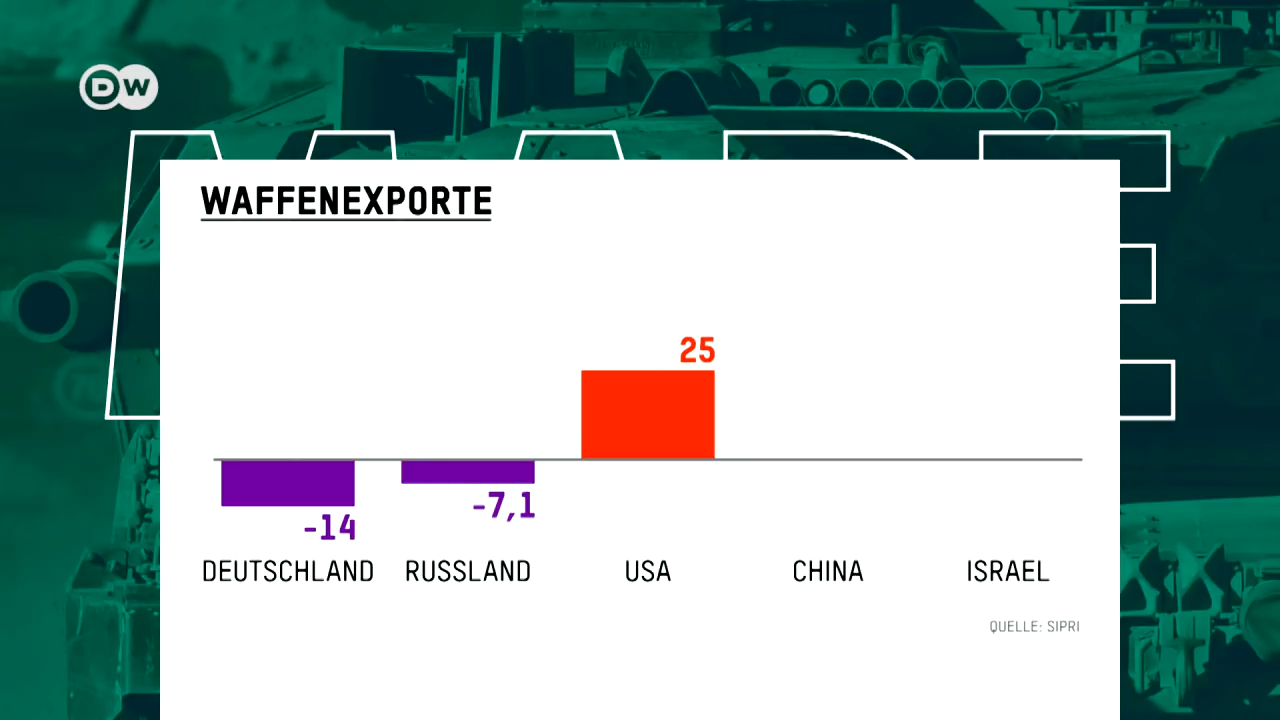 DW
WAFFENEXPORTE
25
-14
-7,1
DEUTSCHLAND RUSSLAND USA CHINA ISRAEL
QUELLE: SIPRI